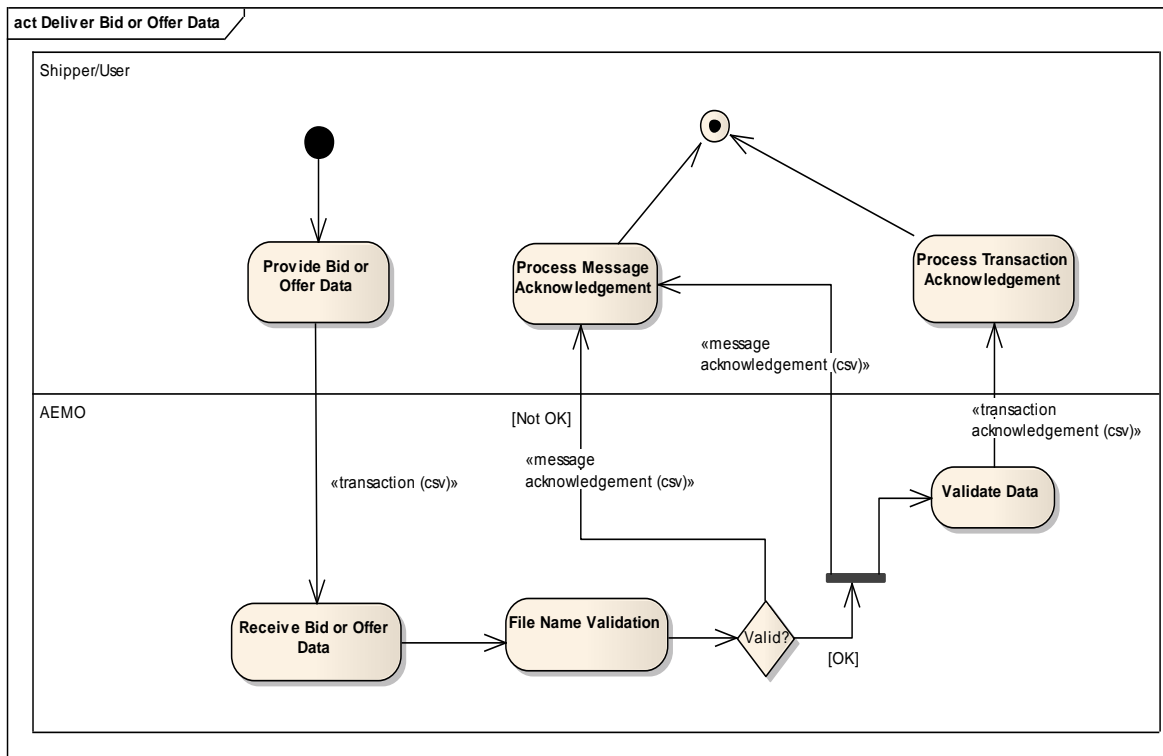 act Deliver Bid or Offer Data
Shipper/User
Provide Bid or
Offer Data
Process Message
Acknowledgement
Process Transaction
Acknowledgement
«message
acknowledgement (csv)»
AEMO
[Not OK]
«transaction
acknowledgement (csv)»
«message
acknowledgement (csv)»
«transaction (csv)»
Validate Data
Receive Bid or Offer
Data
File Name Validation
Valid?
[OK]